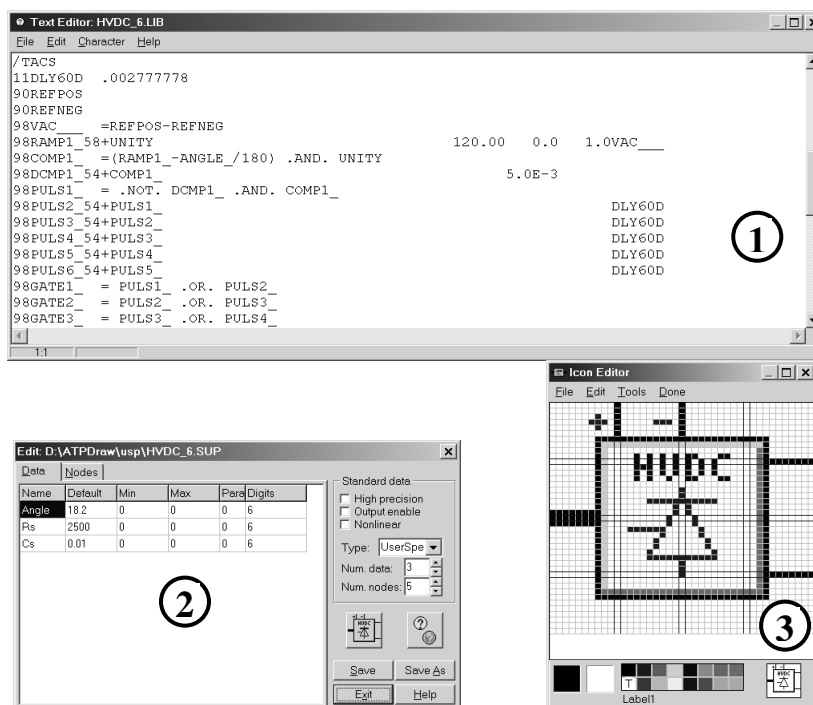 Text Editor: HVDC_6.LIB
File Edit Character Help
/TACS
11DLY60D  .002777778
90REFPOS
90REFNEG
98VAC___  =REFPOS-REFNEG
98RAMP1_58+UNITY                              120.00   0.0   1.0VAC___
98COMP1_  =(RAMP1_-ANGLE_/180) .AND. UNITY
98DCMP1_54+COMP1_                                   5.0E-3
98PULS1_  = .NOT. DCMP1_ .AND. COMP1_
98PULS2_54+PULS1_                                               DLY60D
98PULS3_54+PULS2_                                               DLY60D
98PULS4_54+PULS3_                                               DLY60D
98PULS5_54+PULS4_                                               DLY60D
98PULS6_54+PULS5_                                               DLY60D
98GATE1_  = PULS1_ .OR. PULS2_
98GATE2_  = PULS2_ .OR. PULS3_
98GATE3_  = PULS3_ .OR. PULS4_
1
1:1
Edit: D:\ATPDraw\usp\HVDC_6.SUP
Data Nodes
Name Default Min Max Para Digits
Angle 18.2 0 0 0 6
Rs 2500 0 0 0 6
Cs 0.01 0 0 0 6
2
Standard data
High precision
Output enable
Nonlinear
Type: UserSpe
Num. data: 3
Num. nodes: 5
HVDC
Save Save As
Exit Help
Icon Editor
File Edit Tools Done
+ -
HVDC
3
T
HVDC
Label1